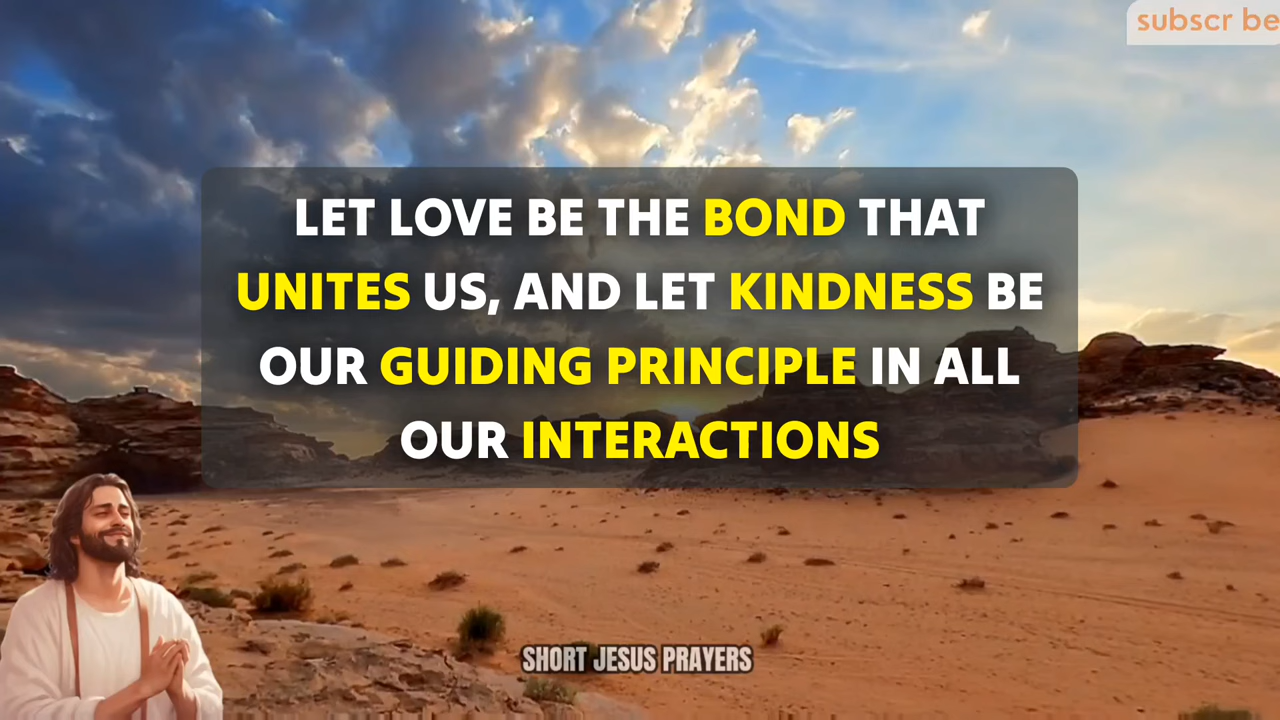 subscr be
LET LOVE BE THE BOND THAT
UNITES US, AND LET KINDNESS BE
OUR GUIDING PRINCIPLE IN ALL
OUR INTERACTIONS
SHORT JESUS PRAYERS